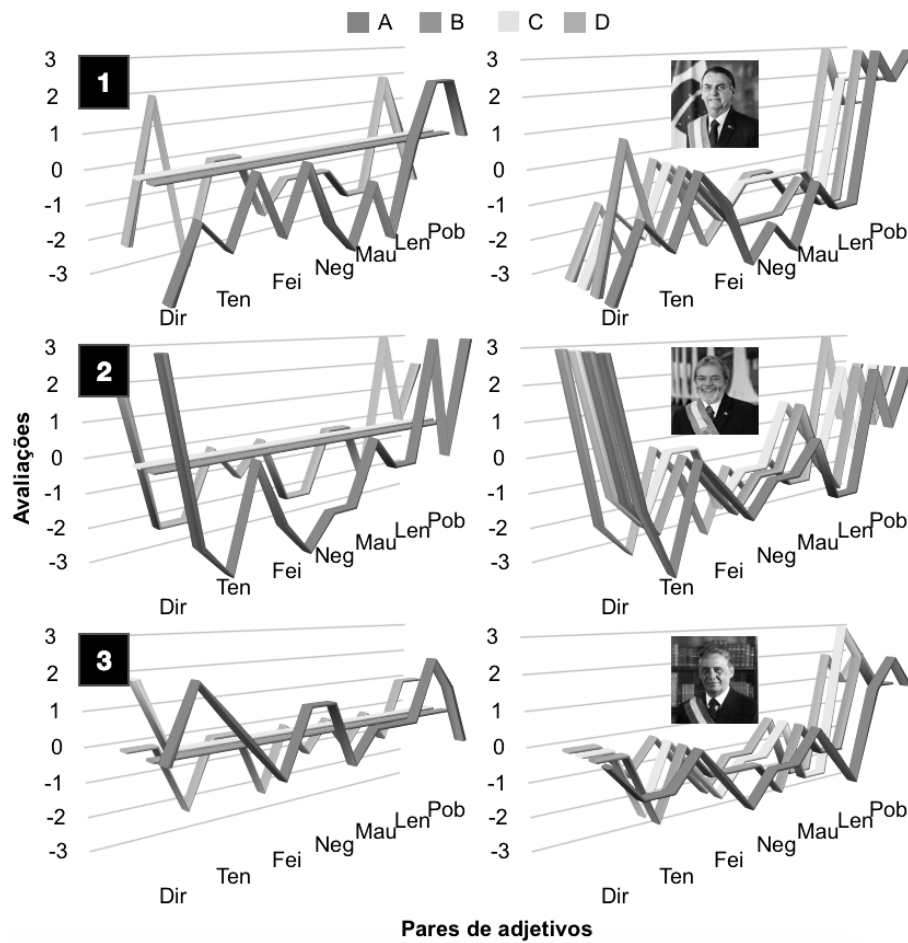 A B C D
1
3
2
1
0
-1
-2
-3
Dir
Ten
Fei
Neg
Mau
Len
Pob
3
2
1
0
-1
-2
-3
Dir
Ten
Fei
Neg
Mau
Len
Pob
2
3
2
1
0
-1
-2
-3
Dir
Ten
Fei
Neg
Mau
Len
Pob
3
2
1
0
-1
-2
-3
Dir
Ten
Fei
Neg
Mau
Len
Pob
3
3
2
1
0
-1
-2
-3
Dir
Ten
Fei
Neg
Mau
Len
Pob
3
2
1
0
-1
-2
-3
Dir
Ten
Fei
Neg
Mau
Len
Pob
Avaliações
Pares de adjetivos